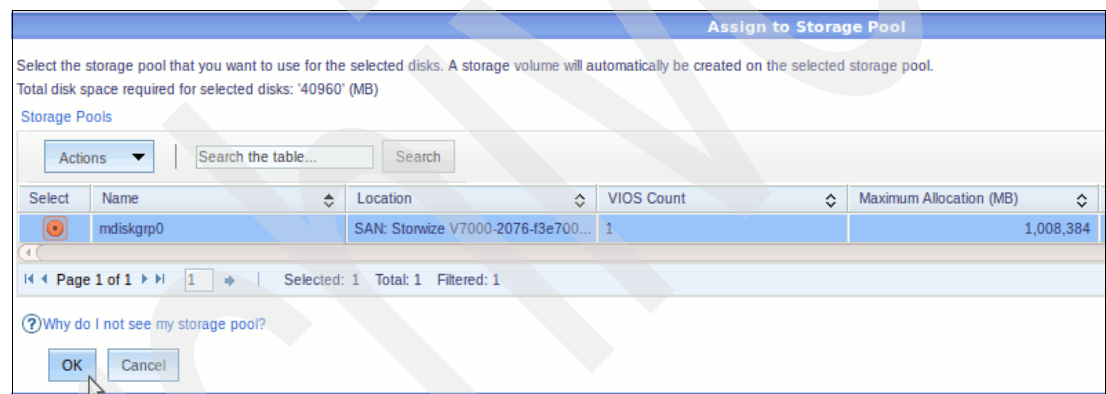 Assign to Storage Pool
Select the storage pool that you want to use for the selected disks. A storage volume will automatically be created on the selected storage pool.
Total disk space required for selected disks: '40960' (MB)
Storage Pools
Actions Search the table... Search
Select Name Location VIOS Count Maximum Allocation (MB)
mdiskgrp0 SAN: Storwize V7000-2076-f3e700... 1 1,008,384
Page 1 of 1 1 Selected: 1 Total: 1 Filtered: 1
?Why do I not see my storage pool?
OK Cancel